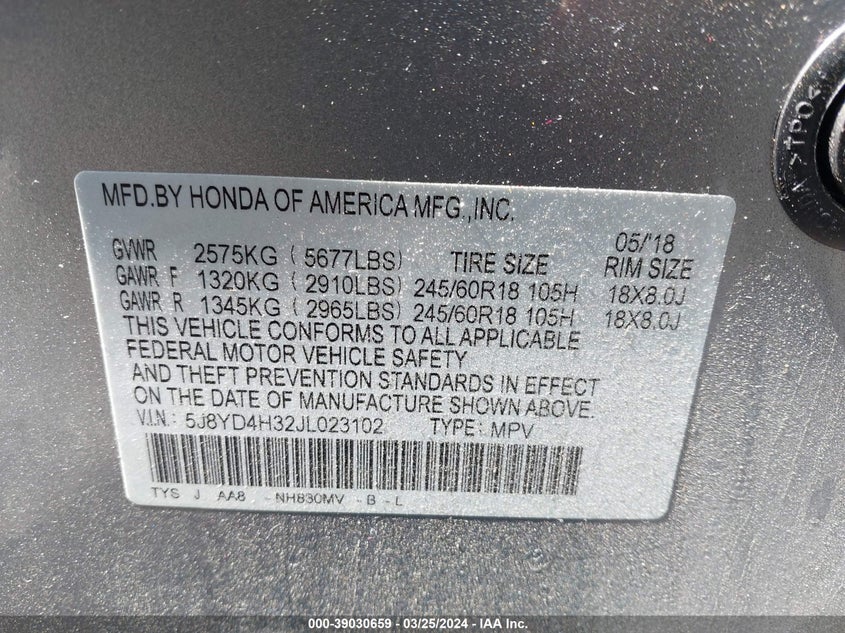 MFD.BY HONDA OF AMERICA MFG.,INC.
05/'18
GVWR 2575KG ( 5677LBS) TIRE SIZE RIM SIZE
GAWR F 1320KG ( 2910LBS) 245/60R18 105H 18X8.0J
GAWR R 1345KG ( 2965LBS) 245/60R18 105H 18X8.0J
THIS VEHICLE CONFORMS TO ALL APPLICABLE
FEDERAL MOTOR VEHICLE SAFETY
AND THEFT PREVENTION STANDARDS IN EFFECT
ON THE DATE OF MANUFACTURE SHOWN ABOVE.
V.I.N.: 5J8YD4H32JL023102 TYPE: MPV
TYS J AA8 -NH830MV -B -L
000-39030659 / 03/25/2024 - IAA Inc.